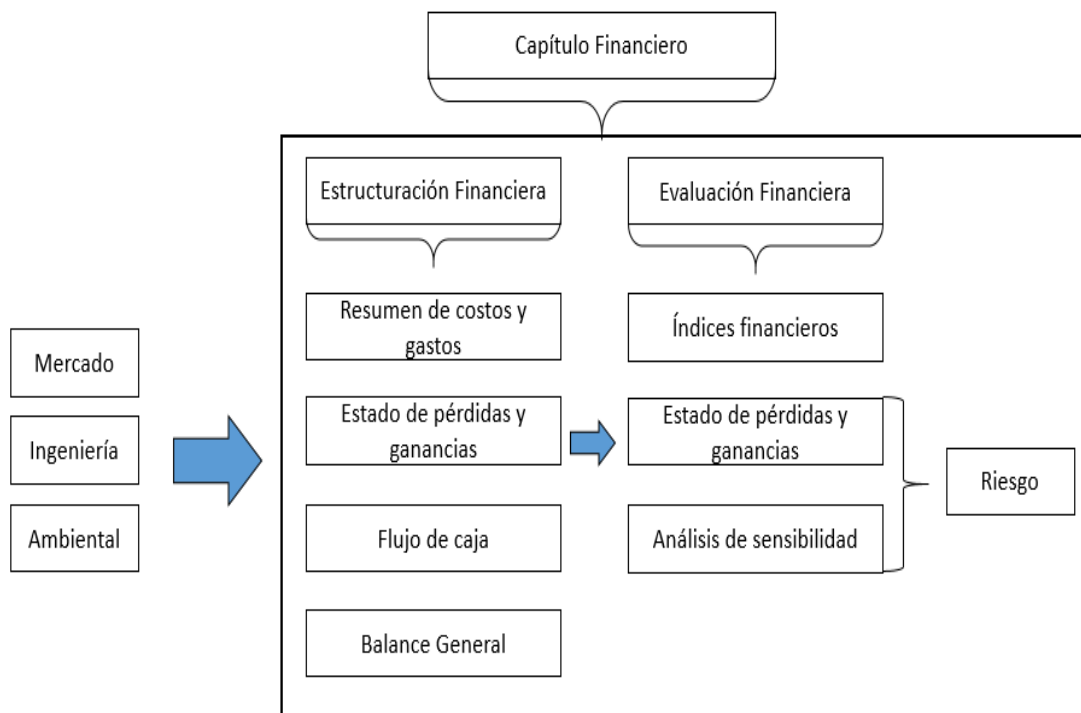 Capítulo Financiero
Estructuración Financiera
Evaluación Financiera
Resumen de costos y
gastos
Índices financieros
Mercado
Ingeniería
Ambiental
Estado de pérdidas y
ganancias
Estado de pérdidas y
ganancias
Riesgo
Flujo de caja
Análisis de sensibilidad
Balance General